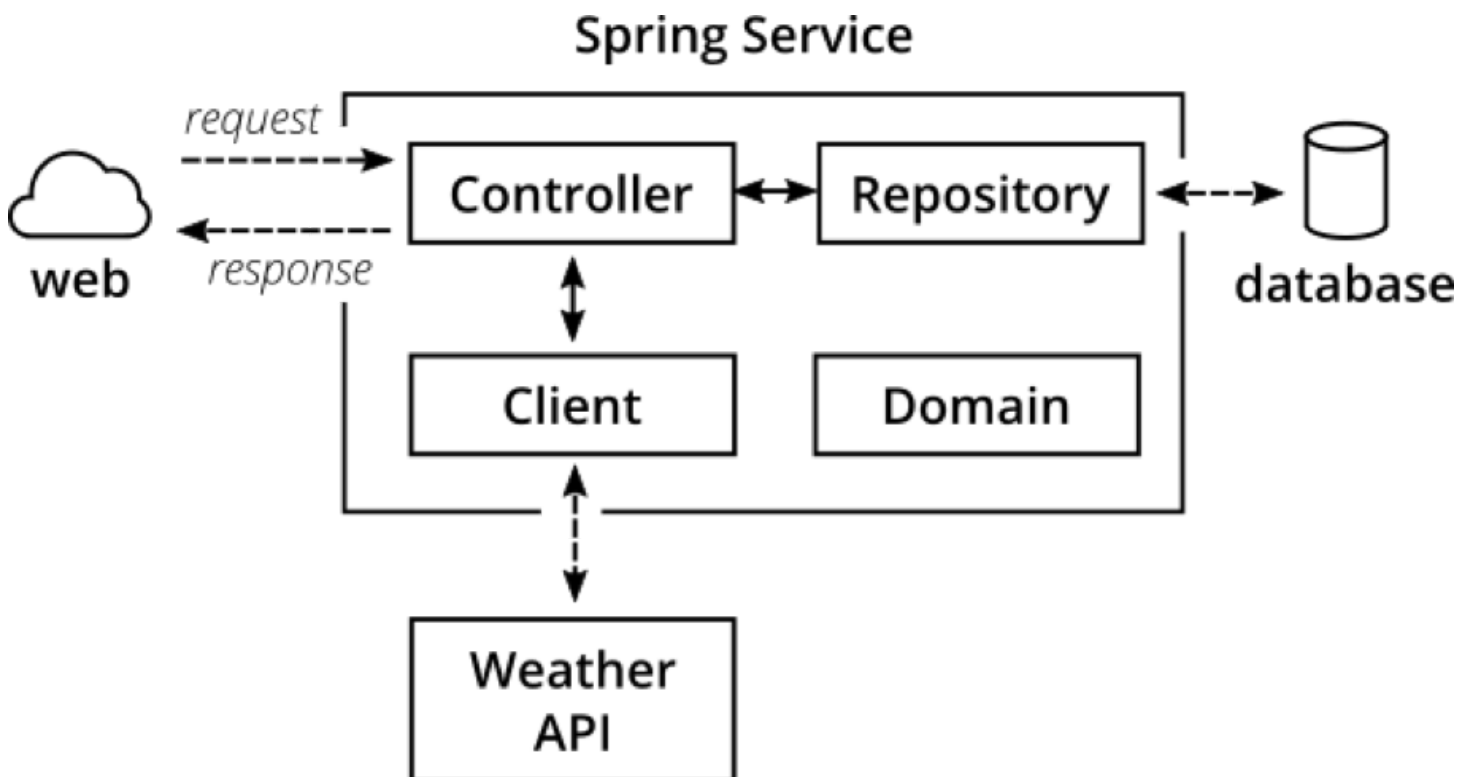 Spring Service
request
Controller
Repository
response
web
database
Client
Domain
Weather
API